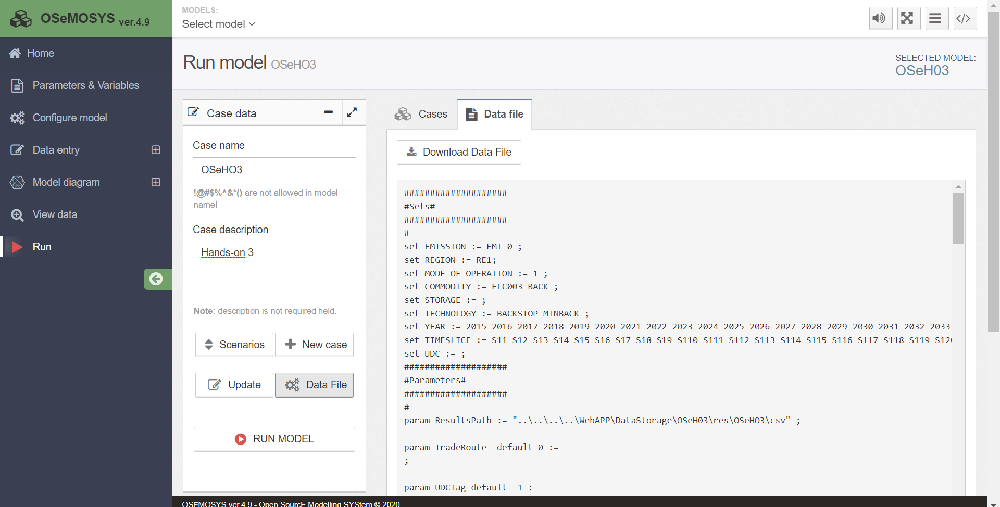 OSeMOSYS ver.4.9
Home
Parameters & Variables
Configure model
Data entry
Model diagram
View data
Run
MODELS:
Select model
Run model OSeHO3
SELECTED MODEL:
OSeH03
Case data
Case name
OSeHO3
!@#$%^&*() are not allowed in model
name!
Case description
Hands-on 3
Note: description is not required field.
Scenarios
New case
Update
Data File
RUN MODEL
Cases
Data file
Download Data File
####################
#Sets#
####################
#
set EMISSION := EMI_0 ;
set REGION := RE1;
set MODE_OF_OPERATION := 1 ;
set COMMODITY := ELC003 BACK ;
set STORAGE := ;
set TECHNOLOGY := BACKSTOP MINBACK ;
set YEAR := 2015 2016 2017 2018 2019 2020 2021 2022 2023 2024 2025 2026 2027 2028 2029 2030 2031 2032 2033
set TIMESLICE := S11 S12 S13 S14 S15 S16 S17 S18 S19 S110 S111 S112 S113 S114 S115 S116 S117 S118 S119
set UDC := ;
####################
#Parameters#
####################
#
param ResultsPath := "..\..\..\..\WebAPP\DataStorage\OSeH03\res\OSeHO3\csv" ;
param TradeRoute default 0 :=
;
param UDCTag default -1 :
OSEMOSYS ver.4.9 - Open SourcE Modelling SYStem © 2020